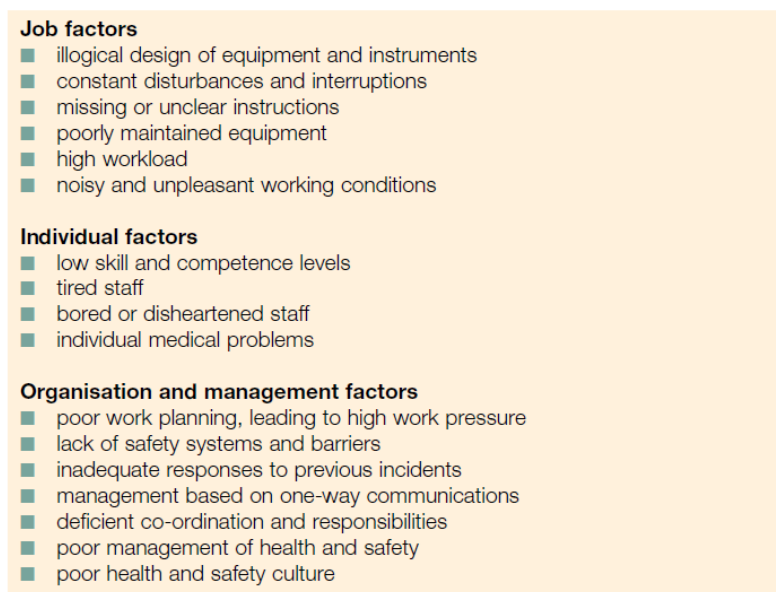 Job factors
■ illogical design of equipment and instruments
■ constant disturbances and interruptions
■ missing or unclear instructions
■ poorly maintained equipment
■ high workload
■ noisy and unpleasant working conditions
Individual factors
■ low skill and competence levels
■ tired staff
■ bored or disheartened staff
■ individual medical problems
Organisation and management factors
■ poor work planning, leading to high work pressure
■ lack of safety systems and barriers
■ inadequate responses to previous incidents
■ management based on one-way communications
■ deficient co-ordination and responsibilities
■ poor management of health and safety
■ poor health and safety culture